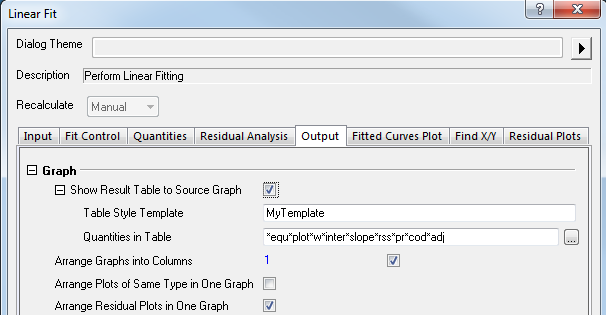 Linear Fit
Dialog Theme
Description Perform Linear Fitting
Recalculate Manual
Input Fit Control Quantities Residual Analysis Output Fitted Curves Plot Find X/Y Residual Plots
Graph
Show Result Table to Source Graph
Table Style Template MyTemplate
Quantities in Table *equ*plot*w*inter*slope*rss*pr*cod*adj ...
Arrange Graphs into Columns 1
Arrange Plots of Same Type in One Graph
Arrange Residual Plots in One Graph